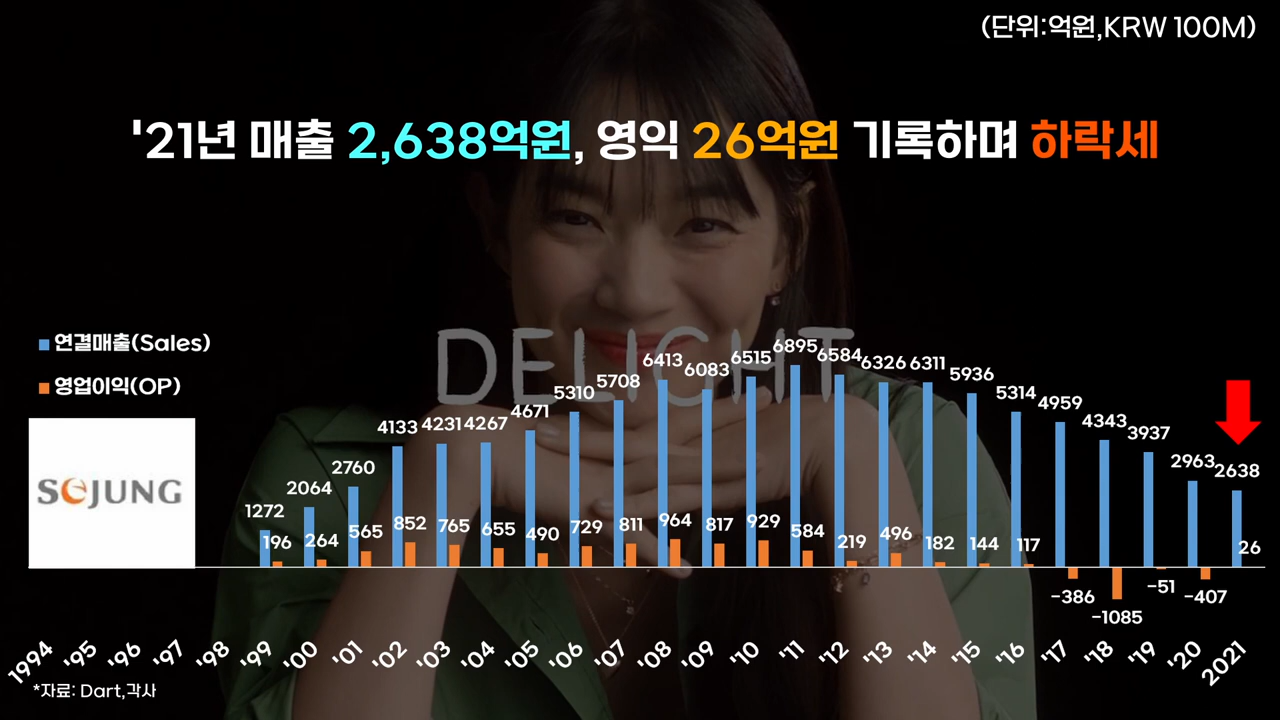 (단위:억원,KRW 100M)
'21년 매출 2,638억원, 영익 26억원 기록하며 하락세
연결매출(Sales)
영업이익(OP)
SEJUNG
DELIGHT
1272 2064 2760 4133 4231 4267 4671 5310 5708 6413 6083 6515 6895 6584 6326 6311 5936 5314 4959 4343 3937 2963 2638
196 264 565 852 765 655 490 729 811 964 817 929 584 219 496 182 144 117 -386 -1085 -51 -407 26
1994 '95 '96 '97 '98 '99 '00 '01 '02 '03 '04 '05 '06 '07 '08 '09 '10 '11 '12 '13 '14 '15 '16 '17 '18 '19 '20 2021
*자료: Dart,각사